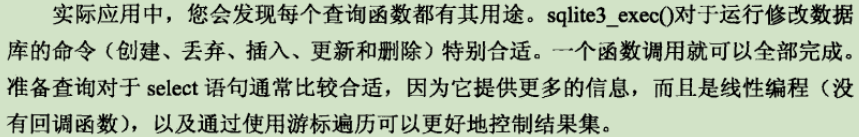 实际应用中，您会发现每个查询函数都有其用途。sqlite3_exec()对于运行修改数据
库的命令（创建、丢弃、插入、更新和删除）特别合适。一个函数调用就可以全部完成。
准备查询对于 select 语句通常比较合适，因为它提供更多的信息，而且是线性编程（没
有回调函数），以及通过使用游标遍历可以更好地控制结果集。